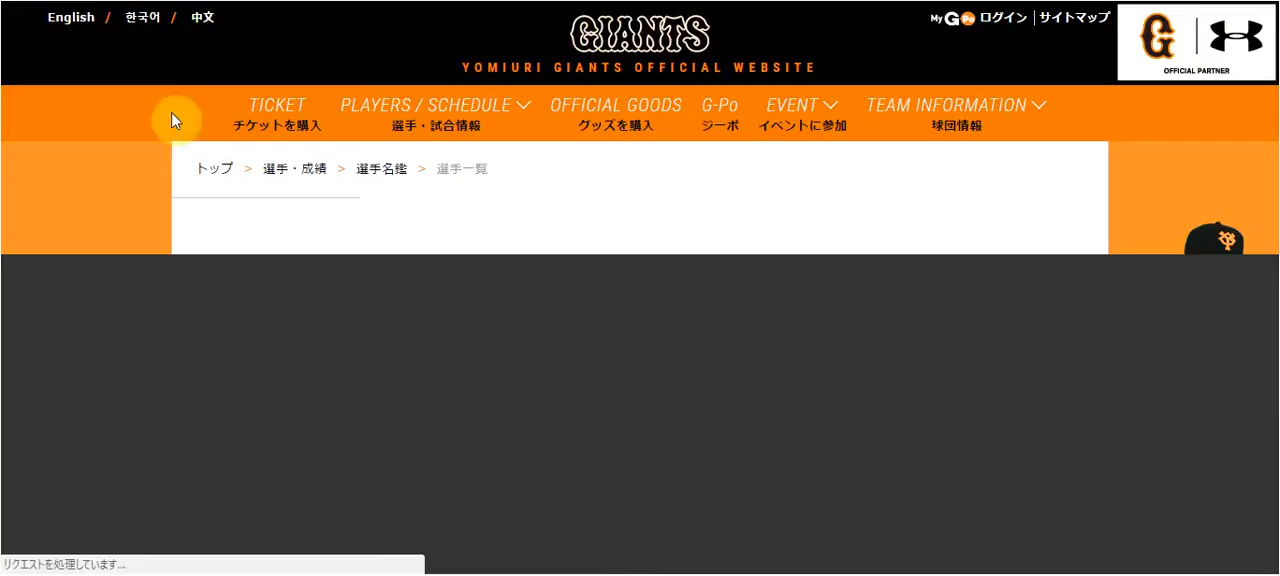 English / 한국어 / 中文
GIANTS
YOMIURI GIANTS OFFICIAL WEBSITE
My G Po ログイン | サイトマップ
G
OFFICIAL PARTNER
TICKET
チケットを購入
PLAYERS / SCHEDULE
選手・試合情報
OFFICIAL GOODS
グッズを購入
G-Po
ジーポ
EVENT
イベントに参加
TEAM INFORMATION
球団情報
トップ > 選手・成績 > 選手名鑑 > 選手一覧
リクエストを処理しています...